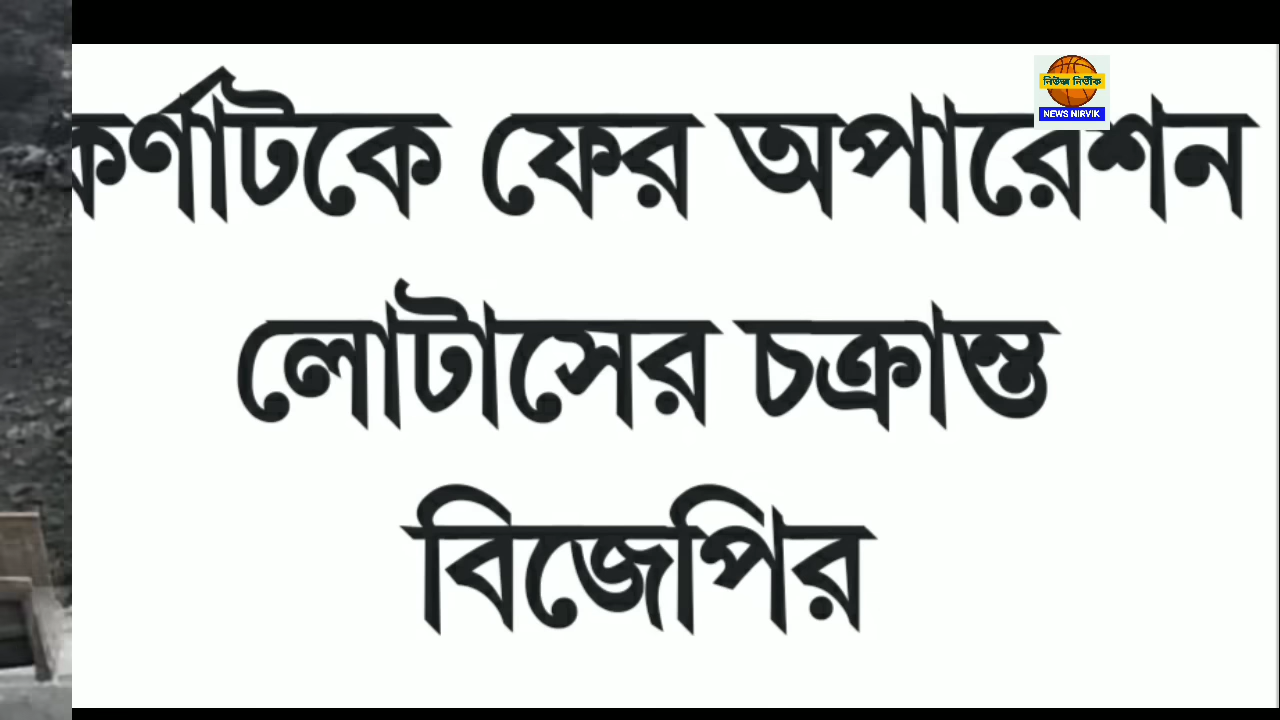 নিউজ নির্ভীক
NEWS NIRVIK
কর্ণাটকে ফের অপারেশন
লোটাসের চক্রান্ত
বিজেপির